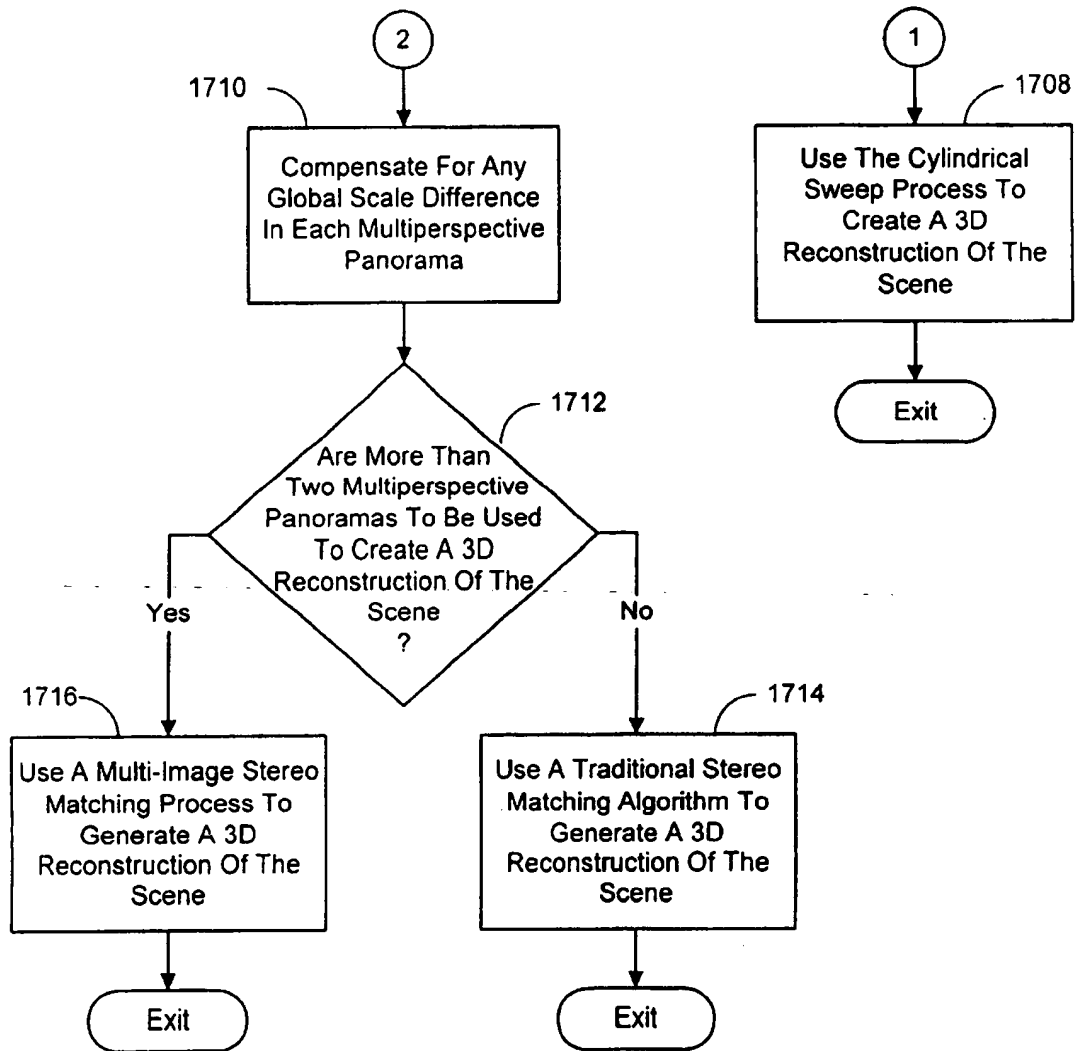 2
1710
Compensate For Any
Global Scale Difference
In Each Multiperspective
Panorama
1712
Are More Than
Two Multiperspective
Panoramas To Be Used
To Create A 3D
Reconstruction Of The
Scene
?
Yes
No
1716
Use A Multi-Image Stereo
Matching Process To
Generate A 3D
Reconstruction Of The
Scene
Exit
1714
Use A Traditional Stereo
Matching Algorithm To
Generate A 3D
Reconstruction Of The
Scene
Exit
1
1708
Use The Cylindrical
Sweep Process To
Create A 3D
Reconstruction Of The
Scene
Exit